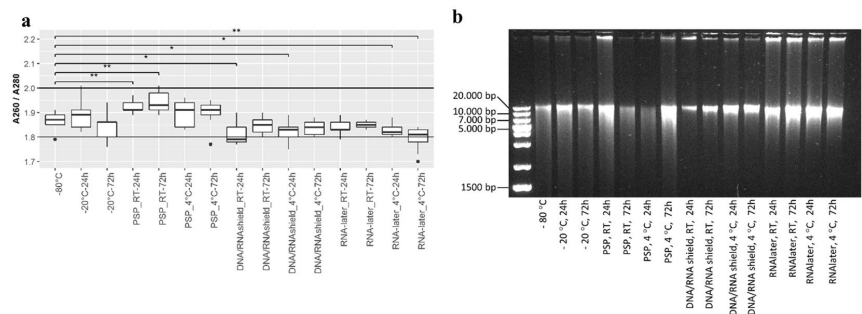 a
**
*
*
*
**
**
A260 / A280
2.2
2.1
2.0
1.9
1.8
1.7
-80°C
-20°C-24h
-20°C-72h
PSP_RT-24h
PSP_RT-72h
PSP_4°C-24h
PSP_4°C-72h
DNA/RNAshield_RT-24h
DNA/RNAshield_RT-72h
DNA/RNAshield_4°C-24h
DNA/RNAshield_4°C-72h
RNA-later_RT-24h
RNA-later_RT-72h
RNA-later_4°C-24h
RNA-later_4°C-72h
b
20.000 bp
10.000 bp
7.000 bp
5.000 bp
1500 bp
- 80 °C
- 20 °C, 24h
- 20 °C, 72h
PSP, RT, 24h
PSP, RT, 72h
PSP, 4 °C, 24h
PSP, 4 °C, 72h
DNA/RNA shield, RT, 24h
DNA/RNA shield, RT, 72h
DNA/RNA shield, 4 °C, 24h
DNA/RNA shield, 4 °C, 72h
RNAlater, RT, 24h
RNAlater, RT, 72h
RNAlater, 4 °C, 24h
RNAlater, 4 °C, 72h